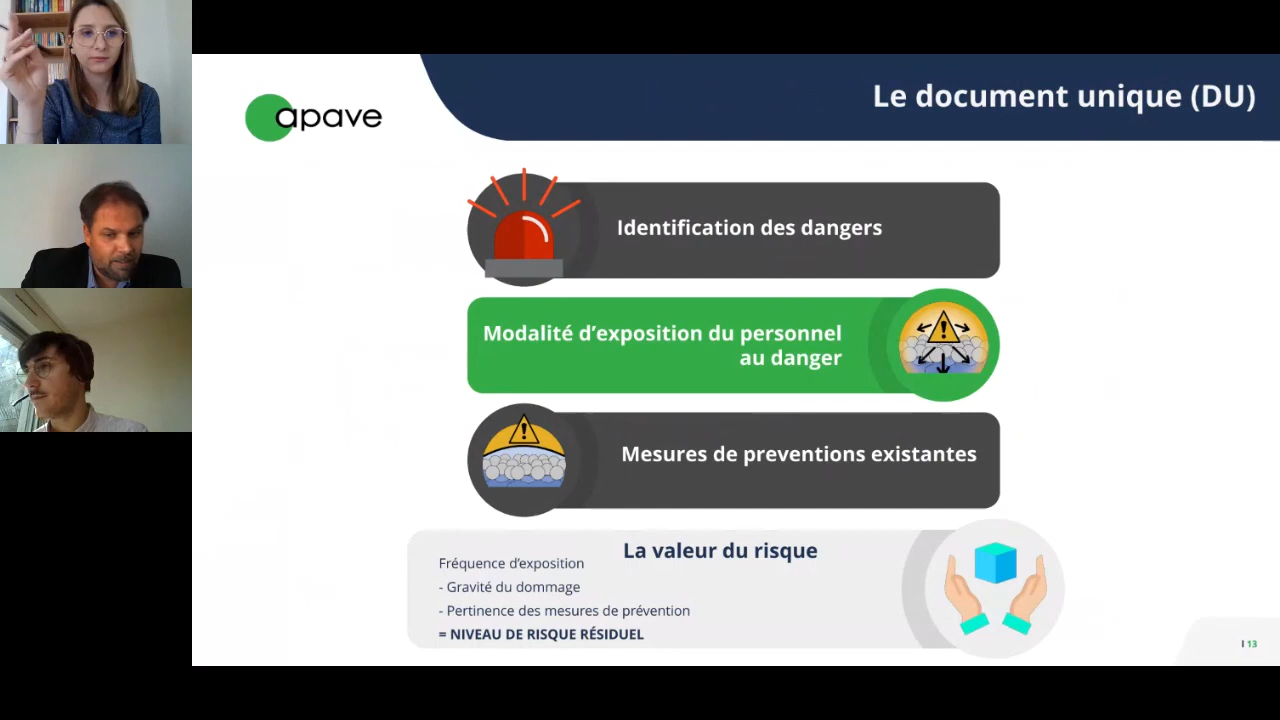 apave
Le document unique (DU)
Identification des dangers
Modalité d'exposition du personnel
au danger
Mesures de preventions existantes
La valeur du risque
Fréquence d'exposition
- Gravité du dommage
- Pertinence des mesures de prévention
= NIVEAU DE RISQUE RÉSIDUEL
I 13